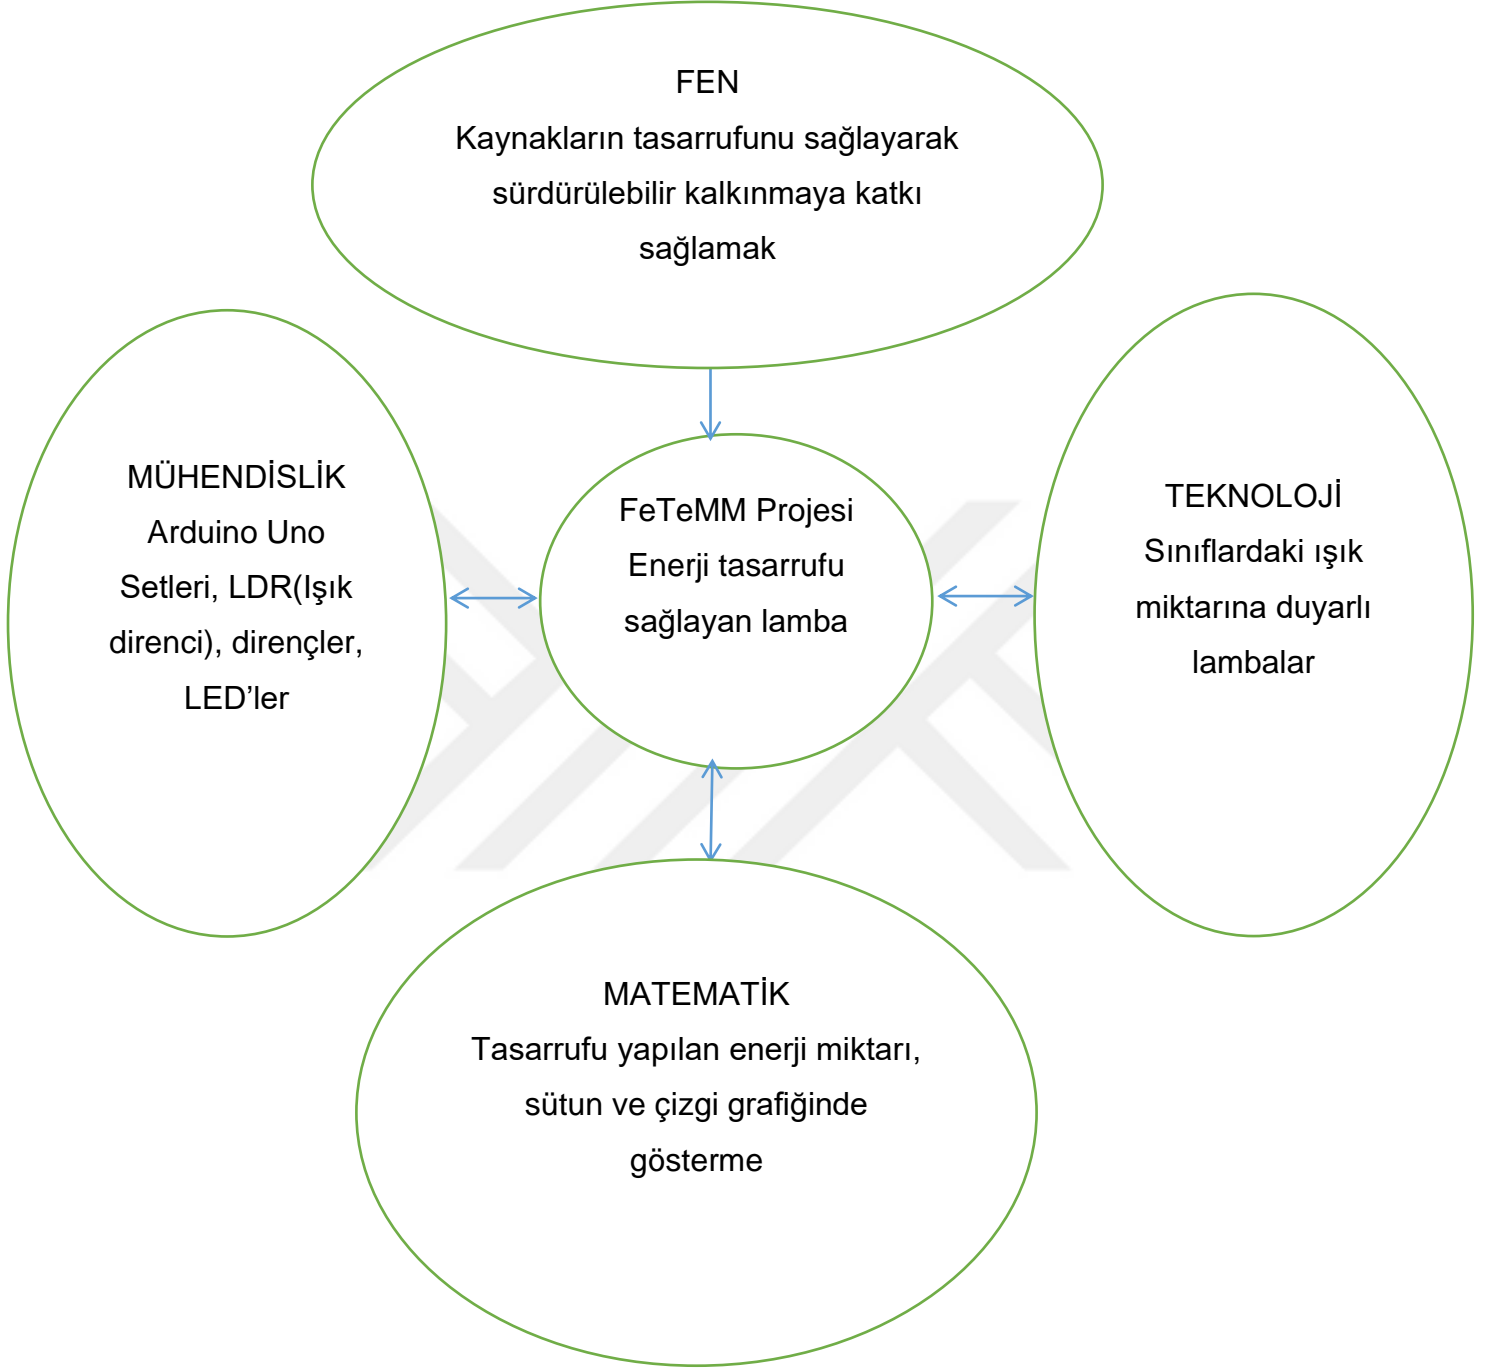 FEN
Kaynakların tasarrufunu sağlayarak
sürdürülebilir kalkınmaya katkı
sağlamak
MÜHENDİSLİK
Arduino Uno
Setleri, LDR(Işık
direnci), dirençler,
LED’ler
FeTeMM Projesi
Enerji tasarrufu
sağlayan lamba
TEKNOLOJİ
Sınıflardaki ışık
miktarına duyarlı
lambalar
MATEMATİK
Tasarrufu yapılan enerji miktarı,
sütun ve çizgi grafiğinde
gösterme